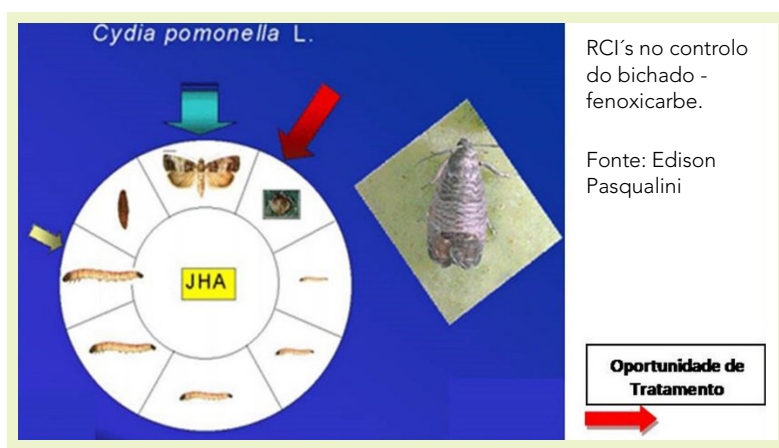 Cydia pomonella L.
JHA
RCI´s no controlo
do bichado -
fenoxicarbe.
Fonte: Edison
Pasqualini
Oportunidade de
Tratamento